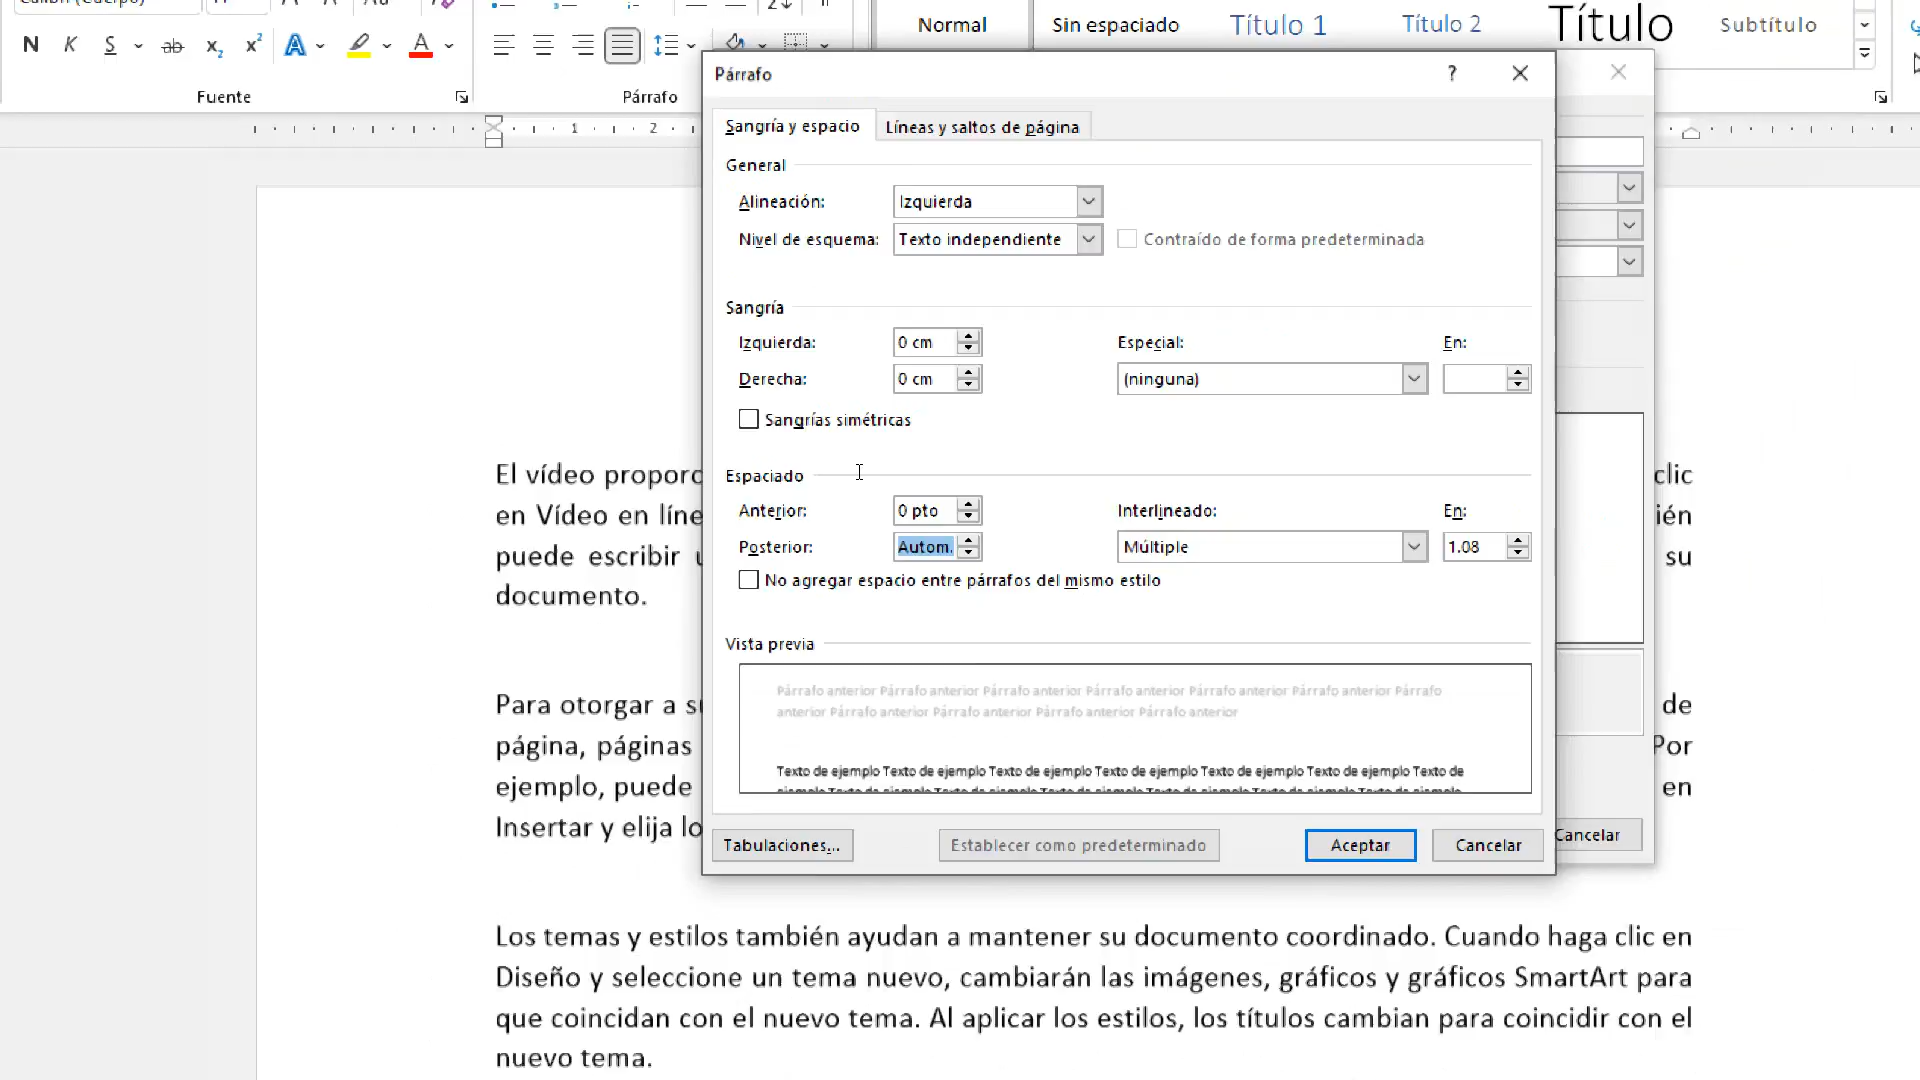 N K S ab x₂ x² A A
Normal Sin espaciado Título 1 Título 2 Título Subtítulo
Fuente Párrafo
1 2
Párrafo ?
Sangría y espacio Líneas y saltos de página
General
Alineación: Izquierda
Nivel de esquema: Texto independiente Contraído de forma predeterminada
Sangría
Izquierda: 0 cm Especial: En:
Derecha: 0 cm (ninguna)
Sangrías simétricas
Espaciado
Anterior: 0 pto Interlineado: En:
Posterior: Autom. Múltiple 1.08
No agregar espacio entre párrafos del mismo estilo
Vista previa
Párrafo anterior Párrafo anterior Párrafo anterior Párrafo anterior Párrafo anterior Párrafo anterior Párrafo
anterior Párrafo anterior Párrafo anterior Párrafo anterior Párrafo anterior
Texto de ejemplo Texto de ejemplo Texto de ejemplo Texto de ejemplo Texto de ejemplo Texto de ejemplo Texto de
Tabulaciones... Establecer como predeterminado Aceptar Cancelar
Cancelar
El vídeo proporc clic
en Vídeo en líne ién
puede escribir u su
documento.
Para otorgar a su de
página, páginas Por
ejemplo, puede en
Insertar y elija lo
Los temas y estilos también ayudan a mantener su documento coordinado. Cuando haga clic en
Diseño y seleccione un tema nuevo, cambiarán las imágenes, gráficos y gráficos SmartArt para
que coincidan con el nuevo tema. Al aplicar los estilos, los títulos cambian para coincidir con el
nuevo tema.